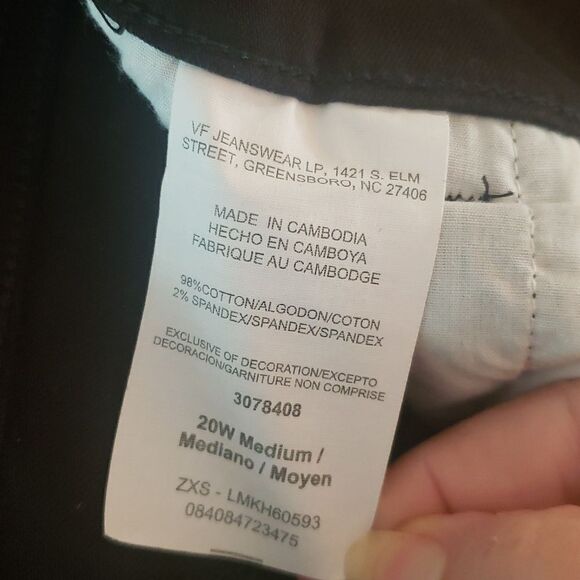 VF JEANSWEAR LP, 1421 S. ELM
STREET, GREENSBORO, NC 27406
MADE IN CAMBODIA
HECHO EN CAMBOYA
FABRIQUE AU CAMBODGE
98%COTTON/ALGODON/COTON
2% SPANDEX/SPANDEX/SPANDEX
EXCLUSIVE OF DECORATION/EXCEPTO
DECORACION/GARNITURE NON COMPRISE
3078408
20W Medium /
Mediano / Moyen
ZXS - LMKH60593
084084723475